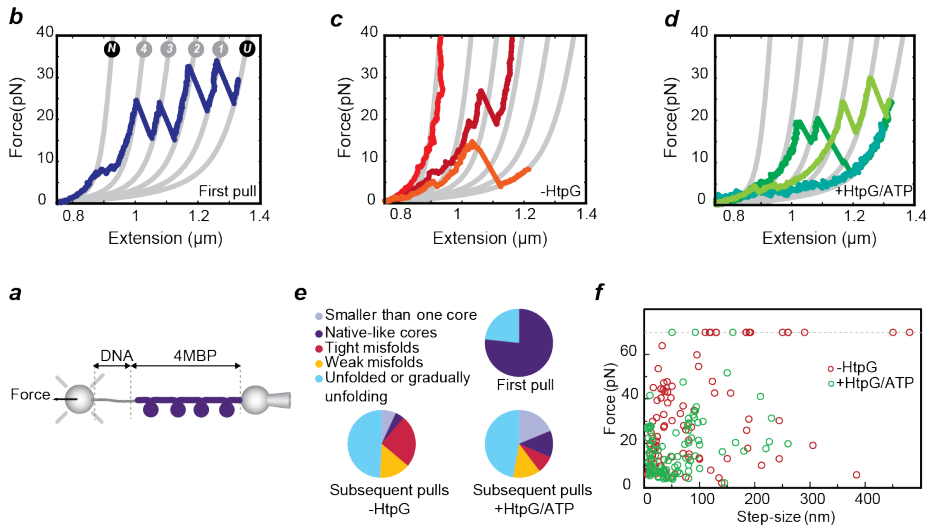 b
40
30
20
10
0
Force(pN)
N
4
3
2
1
U
First pull
0.8
1
1.2
1.4
Extension (µm)
c
40
30
20
10
0
Force(pN)
-HtpG
0.8
1
1.2
1.4
Extension (µm)
d
40
30
20
10
0
Force(pN)
+HtpG/ATP
0.8
1
1.2
1.4
Extension (µm)
a
DNA
4MBP
Force
e
Smaller than one core
Native-like cores
Tight misfolds
Weak misfolds
Unfolded or gradually
unfolding
First pull
Subsequent pulls
-HtpG
Subsequent pulls
+HtpG/ATP
f
60
40
20
0
Force (pN)
-HtpG
+HtpG/ATP
0
100
200
300
400
Step-size (nm)